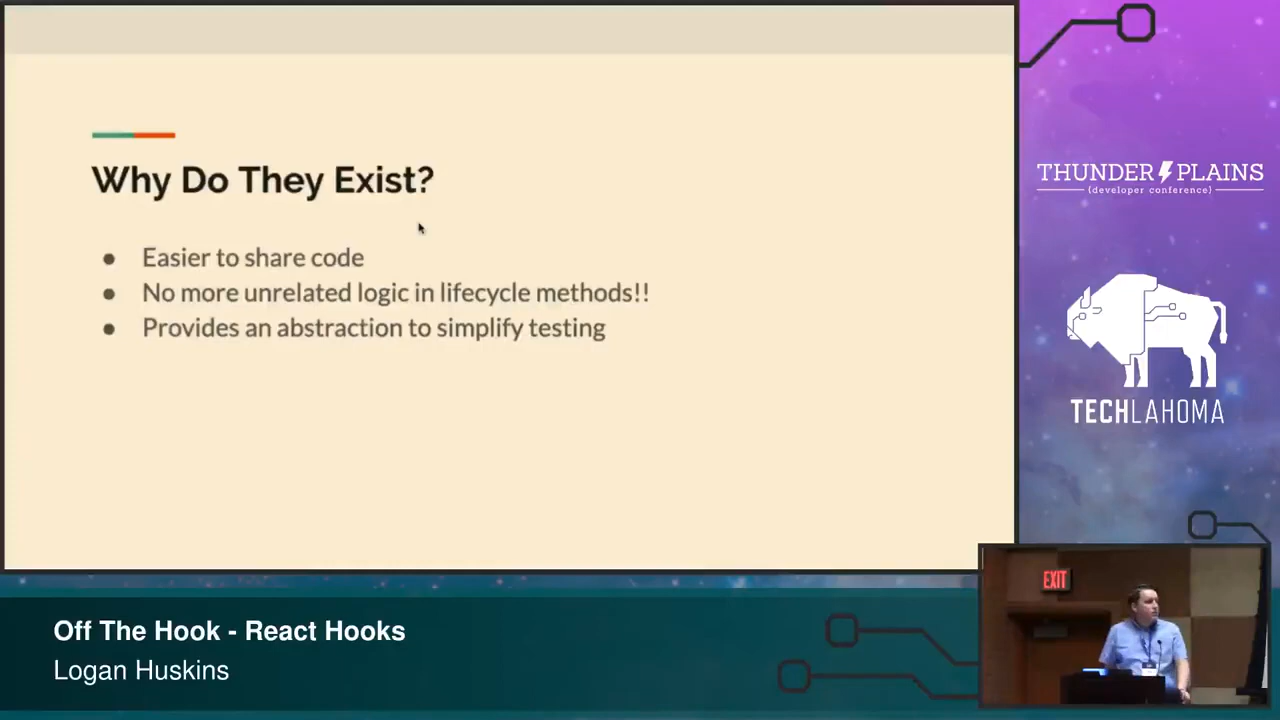 Why Do They Exist?
● Easier to share code
● No more unrelated logic in lifecycle methods!!
● Provides an abstraction to simplify testing
THUNDER PLAINS
{developer conference}
TECHLAHOMA
EXIT
Off The Hook - React Hooks
Logan Huskins